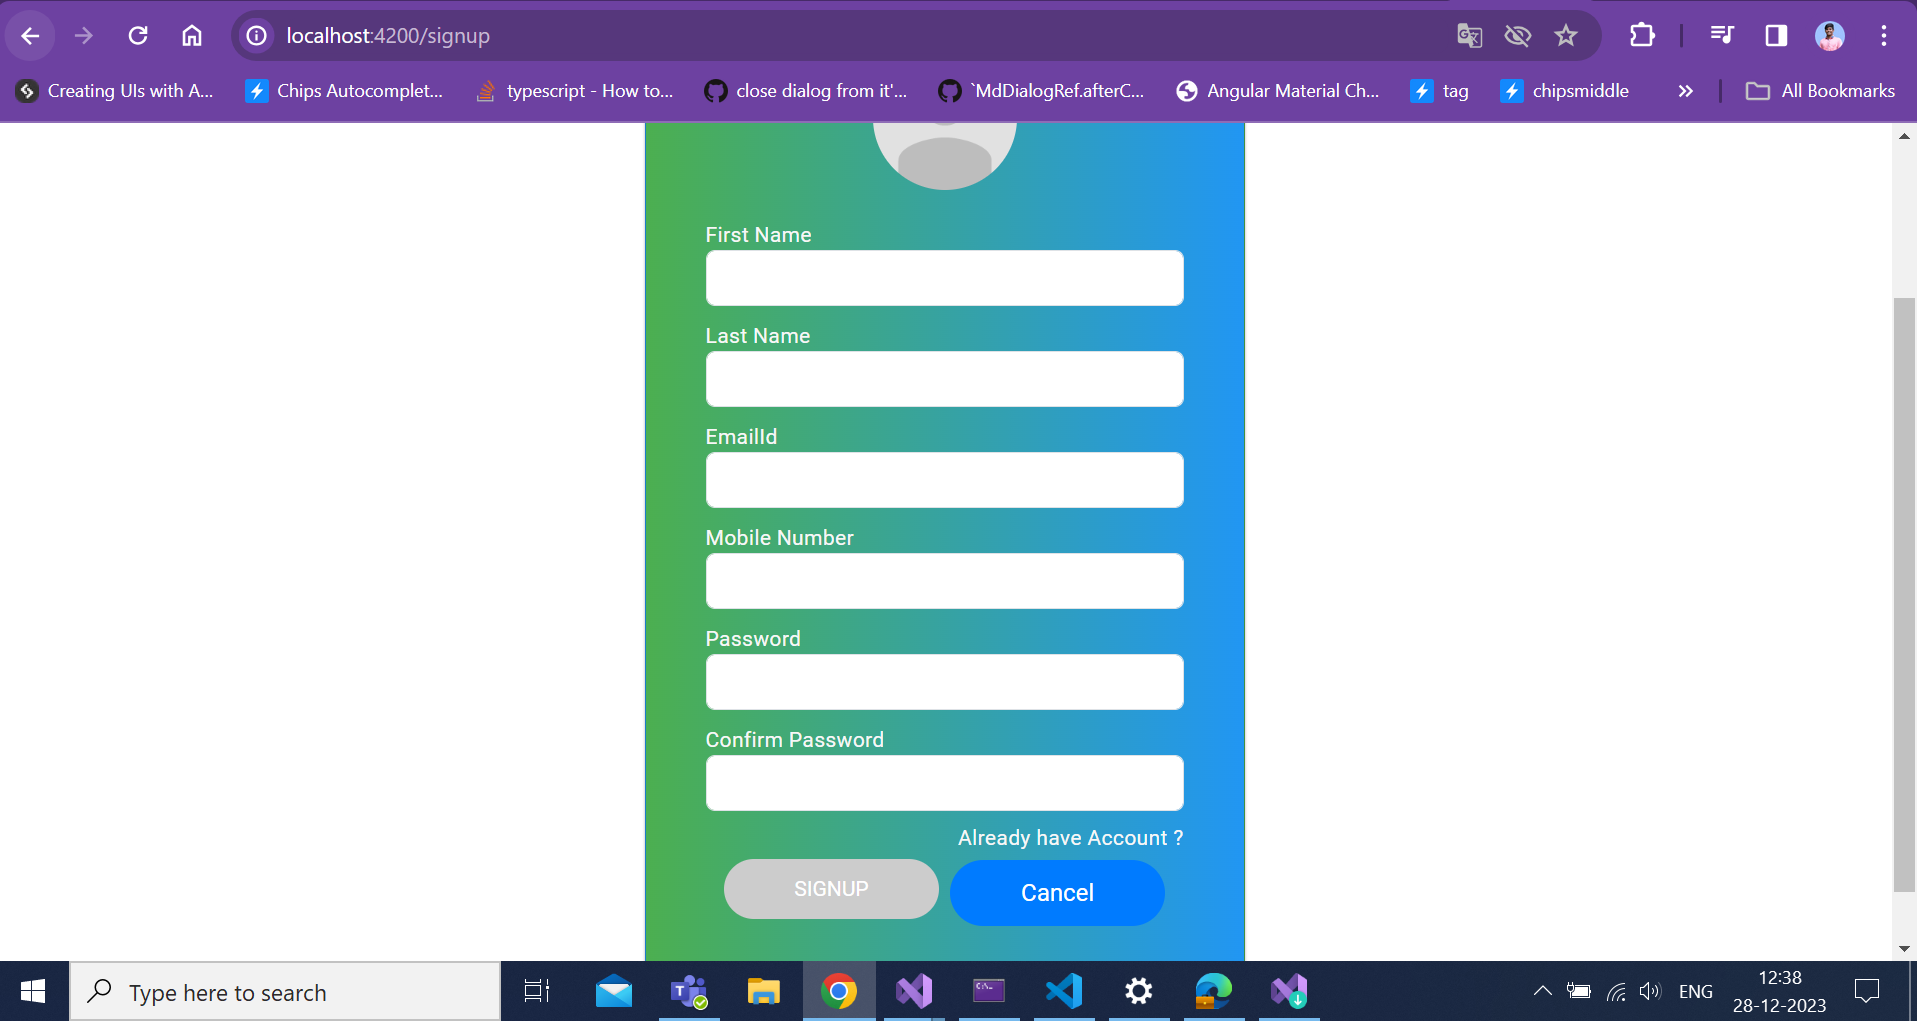 localhost:4200/signup
Creating UIs with A... Chips Autocomplet... typescript - How to... close dialog from it'... `MdDialogRef.afterC... Angular Material Ch... tag chipsmiddle All Bookmarks
First Name
Last Name
EmailId
Mobile Number
Password
Confirm Password
Already have Account ?
SIGNUP Cancel
Type here to search
ENG
12:38
28-12-2023